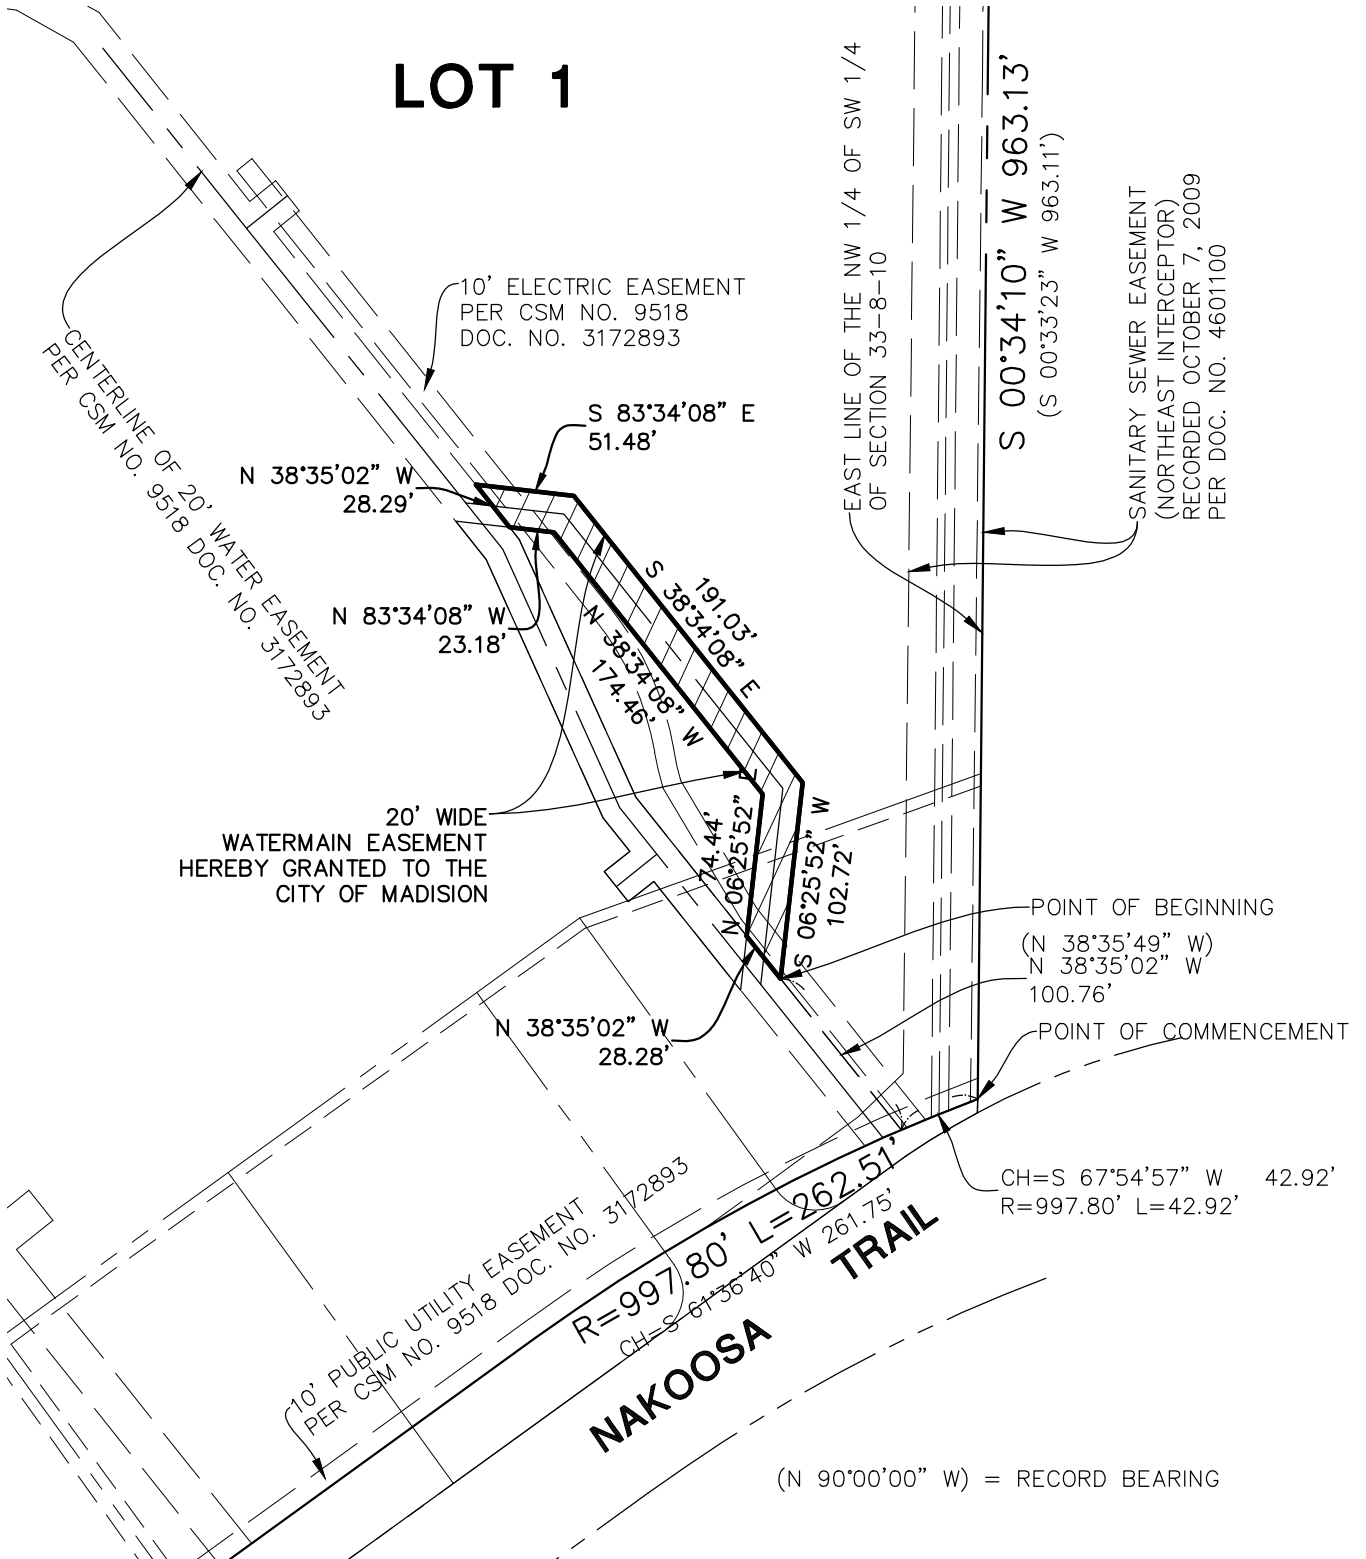 LOT 1
EAST LINE OF THE NW 1/4 OF SW 1/4
OF SECTION 33-8-10
S 00°34'10" W 963.13'
(S 00°33'23" W 963.11')
SANITARY SEWER EASEMENT
(NORTHEAST INTERCEPTOR)
RECORDED OCTOBER 7, 2009
PER DOC. NO. 4601100
10' ELECTRIC EASEMENT
PER CSM NO. 9518
DOC. NO. 3172893
CENTERLINE OF 20' WATER EASEMENT
PER CSM NO. 9518 DOC. NO. 3172893
S 83°34'08" E
51.48'
N 38°35'02" W
28.29'
N 83°34'08" W
23.18'
191.03'
S 38°34'08" E
N 38°34'08" W
174.46'
20' WIDE
WATERMAIN EASEMENT
HEREBY GRANTED TO THE
CITY OF MADISION
74.44'
N 06°25'52" E
S 06°25'52" W
102.72'
POINT OF BEGINNING
(N 38°35'49" W)
N 38°35'02" W
100.76'
N 38°35'02" W
28.28'
POINT OF COMMENCEMENT
CH=S 67°54'57" W 42.92'
R=997.80' L=42.92'
R=997.80' L=262.51'
CH=S 61°36'40" W 261.75'
10' PUBLIC UTILITY EASEMENT
PER CSM NO. 9518 DOC. NO. 3172893
NAKOOSA TRAIL
(N 90°00'00" W) = RECORD BEARING